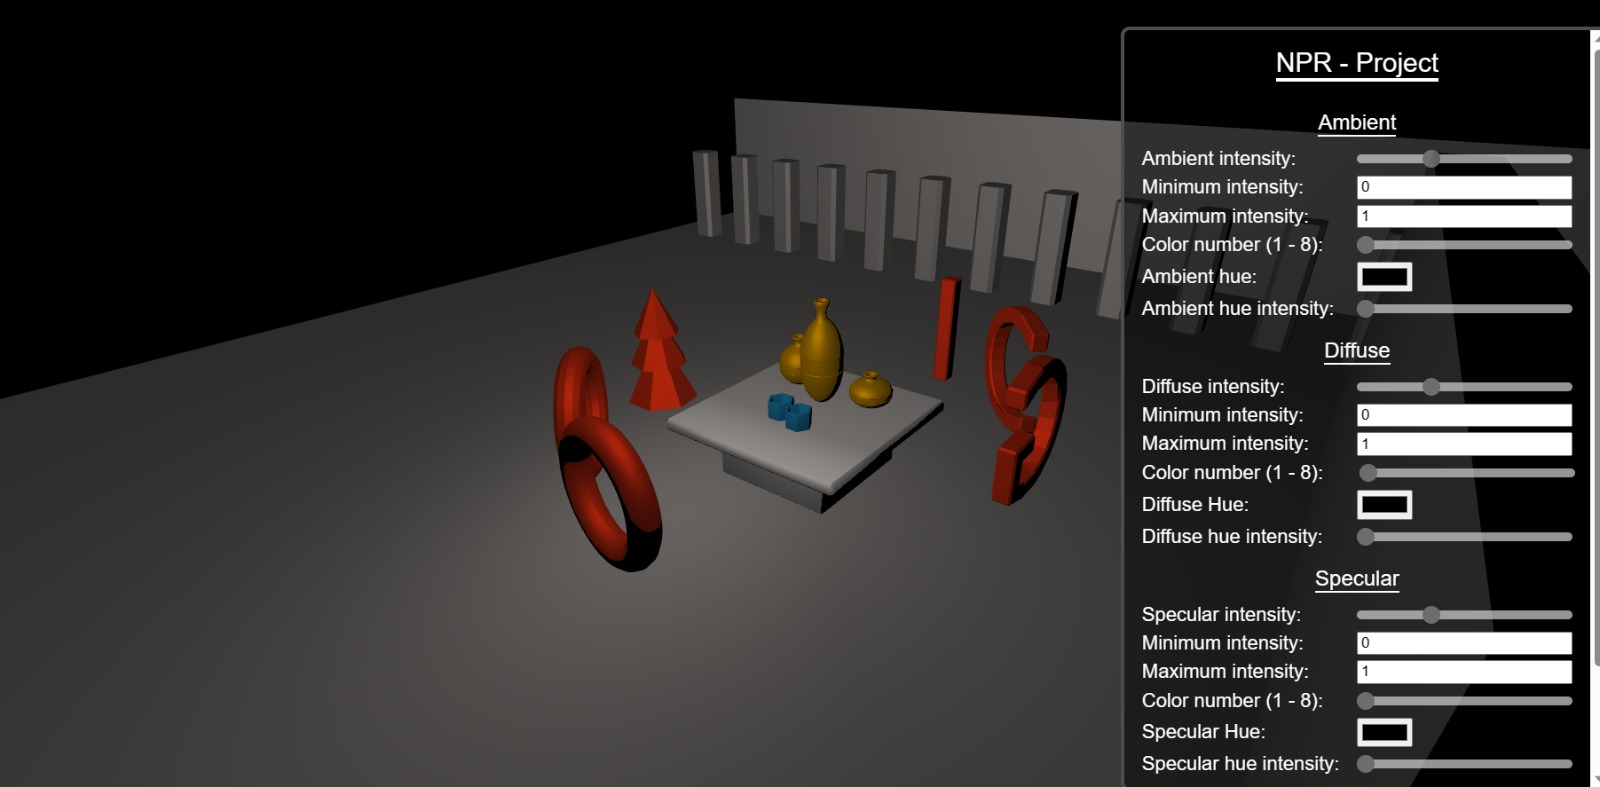 NPR - Project
Ambient
Ambient intensity:
Minimum intensity: 0
Maximum intensity: 1
Color number (1 - 8):
Ambient hue:
Ambient hue intensity:
Diffuse
Diffuse intensity:
Minimum intensity: 0
Maximum intensity: 1
Color number (1 - 8):
Diffuse Hue:
Diffuse hue intensity:
Specular
Specular intensity:
Minimum intensity: 0
Maximum intensity: 1
Color number (1 - 8):
Specular Hue:
Specular hue intensity: